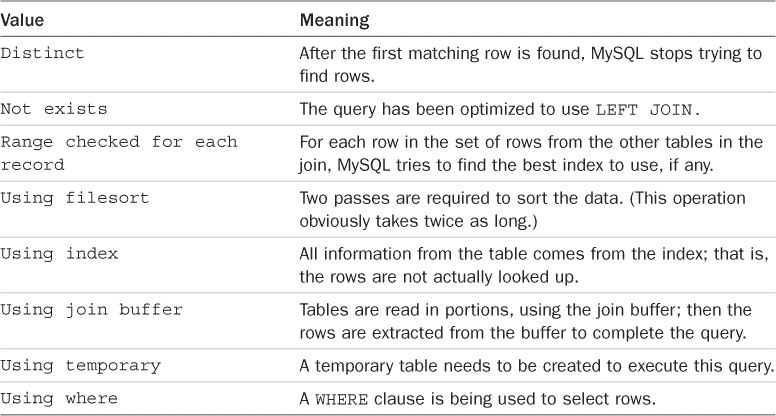 Value Meaning
Distinct After the first matching row is found, MySQL stops trying to
find rows.
Not exists The query has been optimized to use LEFT JOIN.
Range checked for each For each row in the set of rows from the other tables in the
record join, MySQL tries to find the best index to use, if any.
Using filesort Two passes are required to sort the data. (This operation
obviously takes twice as long.)
Using index All information from the table comes from the index; that is,
the rows are not actually looked up.
Using join buffer Tables are read in portions, using the join buffer; then the
rows are extracted from the buffer to complete the query.
Using temporary A temporary table needs to be created to execute this query.
Using where A WHERE clause is being used to select rows.